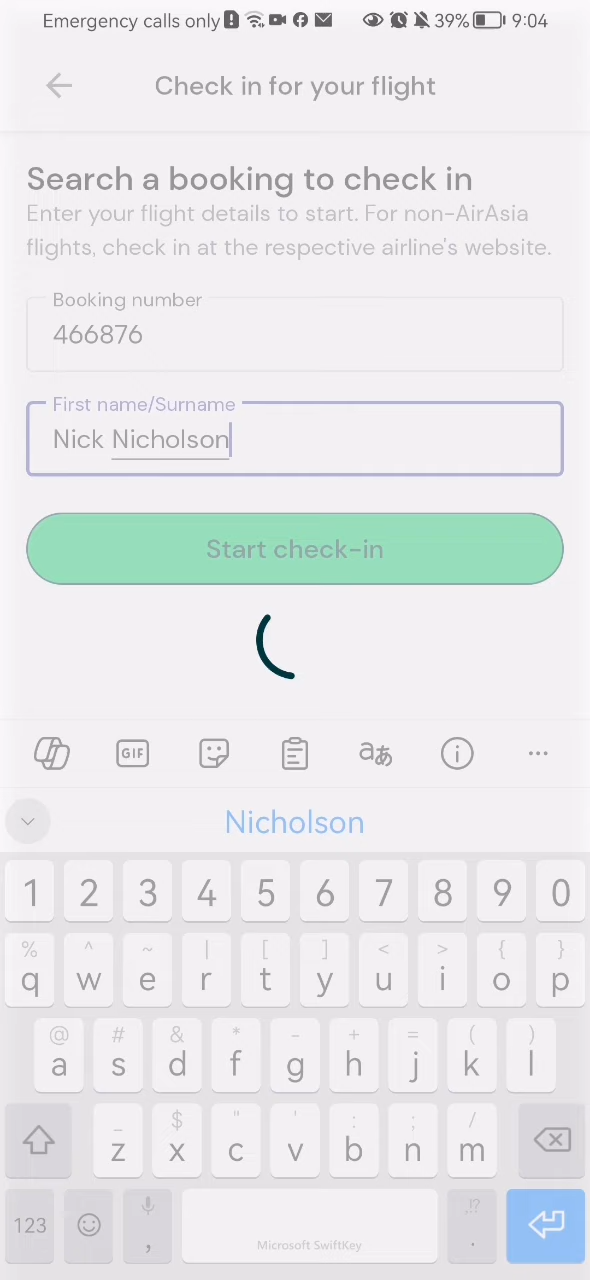 Emergency calls only 39% 9:04
Check in for your flight
Search a booking to check in
Enter your flight details to start. For non-AirAsia
flights, check in at the respective airline's website.
Booking number
466876
First name/Surname
Nick Nicholson
Start check-in
GIF aあ
Nicholson
1 2 3 4 5 6 7 8 9 0
% ^ ~ | [ ] < > { }
q w e r t y u i o p
@ # & * - + = ( )
a s d f g h j k l
_ $ " ' : ; /
z x c v b n m
123 , Microsoft SwiftKey ,!? .